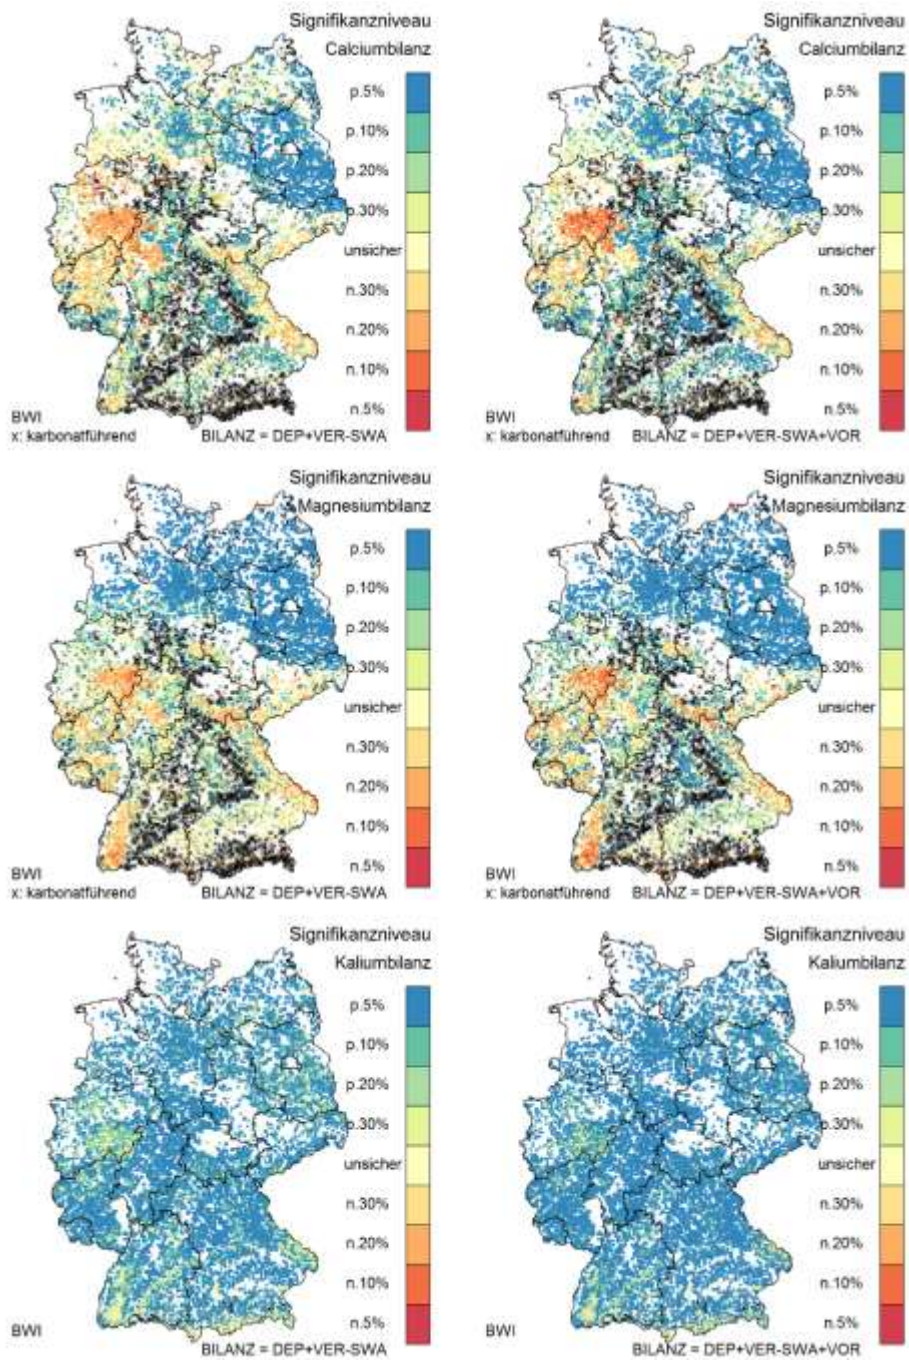 Signifikanzniveau
Calciumbilanz
p.5%
p.10%
p.20%
p.30%
unsicher
n.30%
n.20%
n.10%
n.5%
BWI
x: karbonatführend
BILANZ = DEP+VER-SWA
Signifikanzniveau
Calciumbilanz
p.5%
p.10%
p.20%
p.30%
unsicher
n.30%
n.20%
n.10%
n.5%
BWI
x: karbonatführend
BILANZ = DEP+VER-SWA+VOR
Signifikanzniveau
Magnesiumbilanz
p.5%
p.10%
p.20%
p.30%
unsicher
n.30%
n.20%
n.10%
n.5%
BWI
x: karbonatführend
BILANZ = DEP+VER-SWA
Signifikanzniveau
Magnesiumbilanz
p.5%
p.10%
p.20%
p.30%
unsicher
n.30%
n.20%
n.10%
n.5%
BWI
x: karbonatführend
BILANZ = DEP+VER-SWA+VOR
Signifikanzniveau
Kaliumbilanz
p.5%
p.10%
p.20%
p.30%
unsicher
n.30%
n.20%
n.10%
n.5%
BWI
BILANZ = DEP+VER-SWA
Signifikanzniveau
Kaliumbilanz
p.5%
p.10%
p.20%
p.30%
unsicher
n.30%
n.20%
n.10%
n.5%
BWI
BILANZ = DEP+VER-SWA+VOR